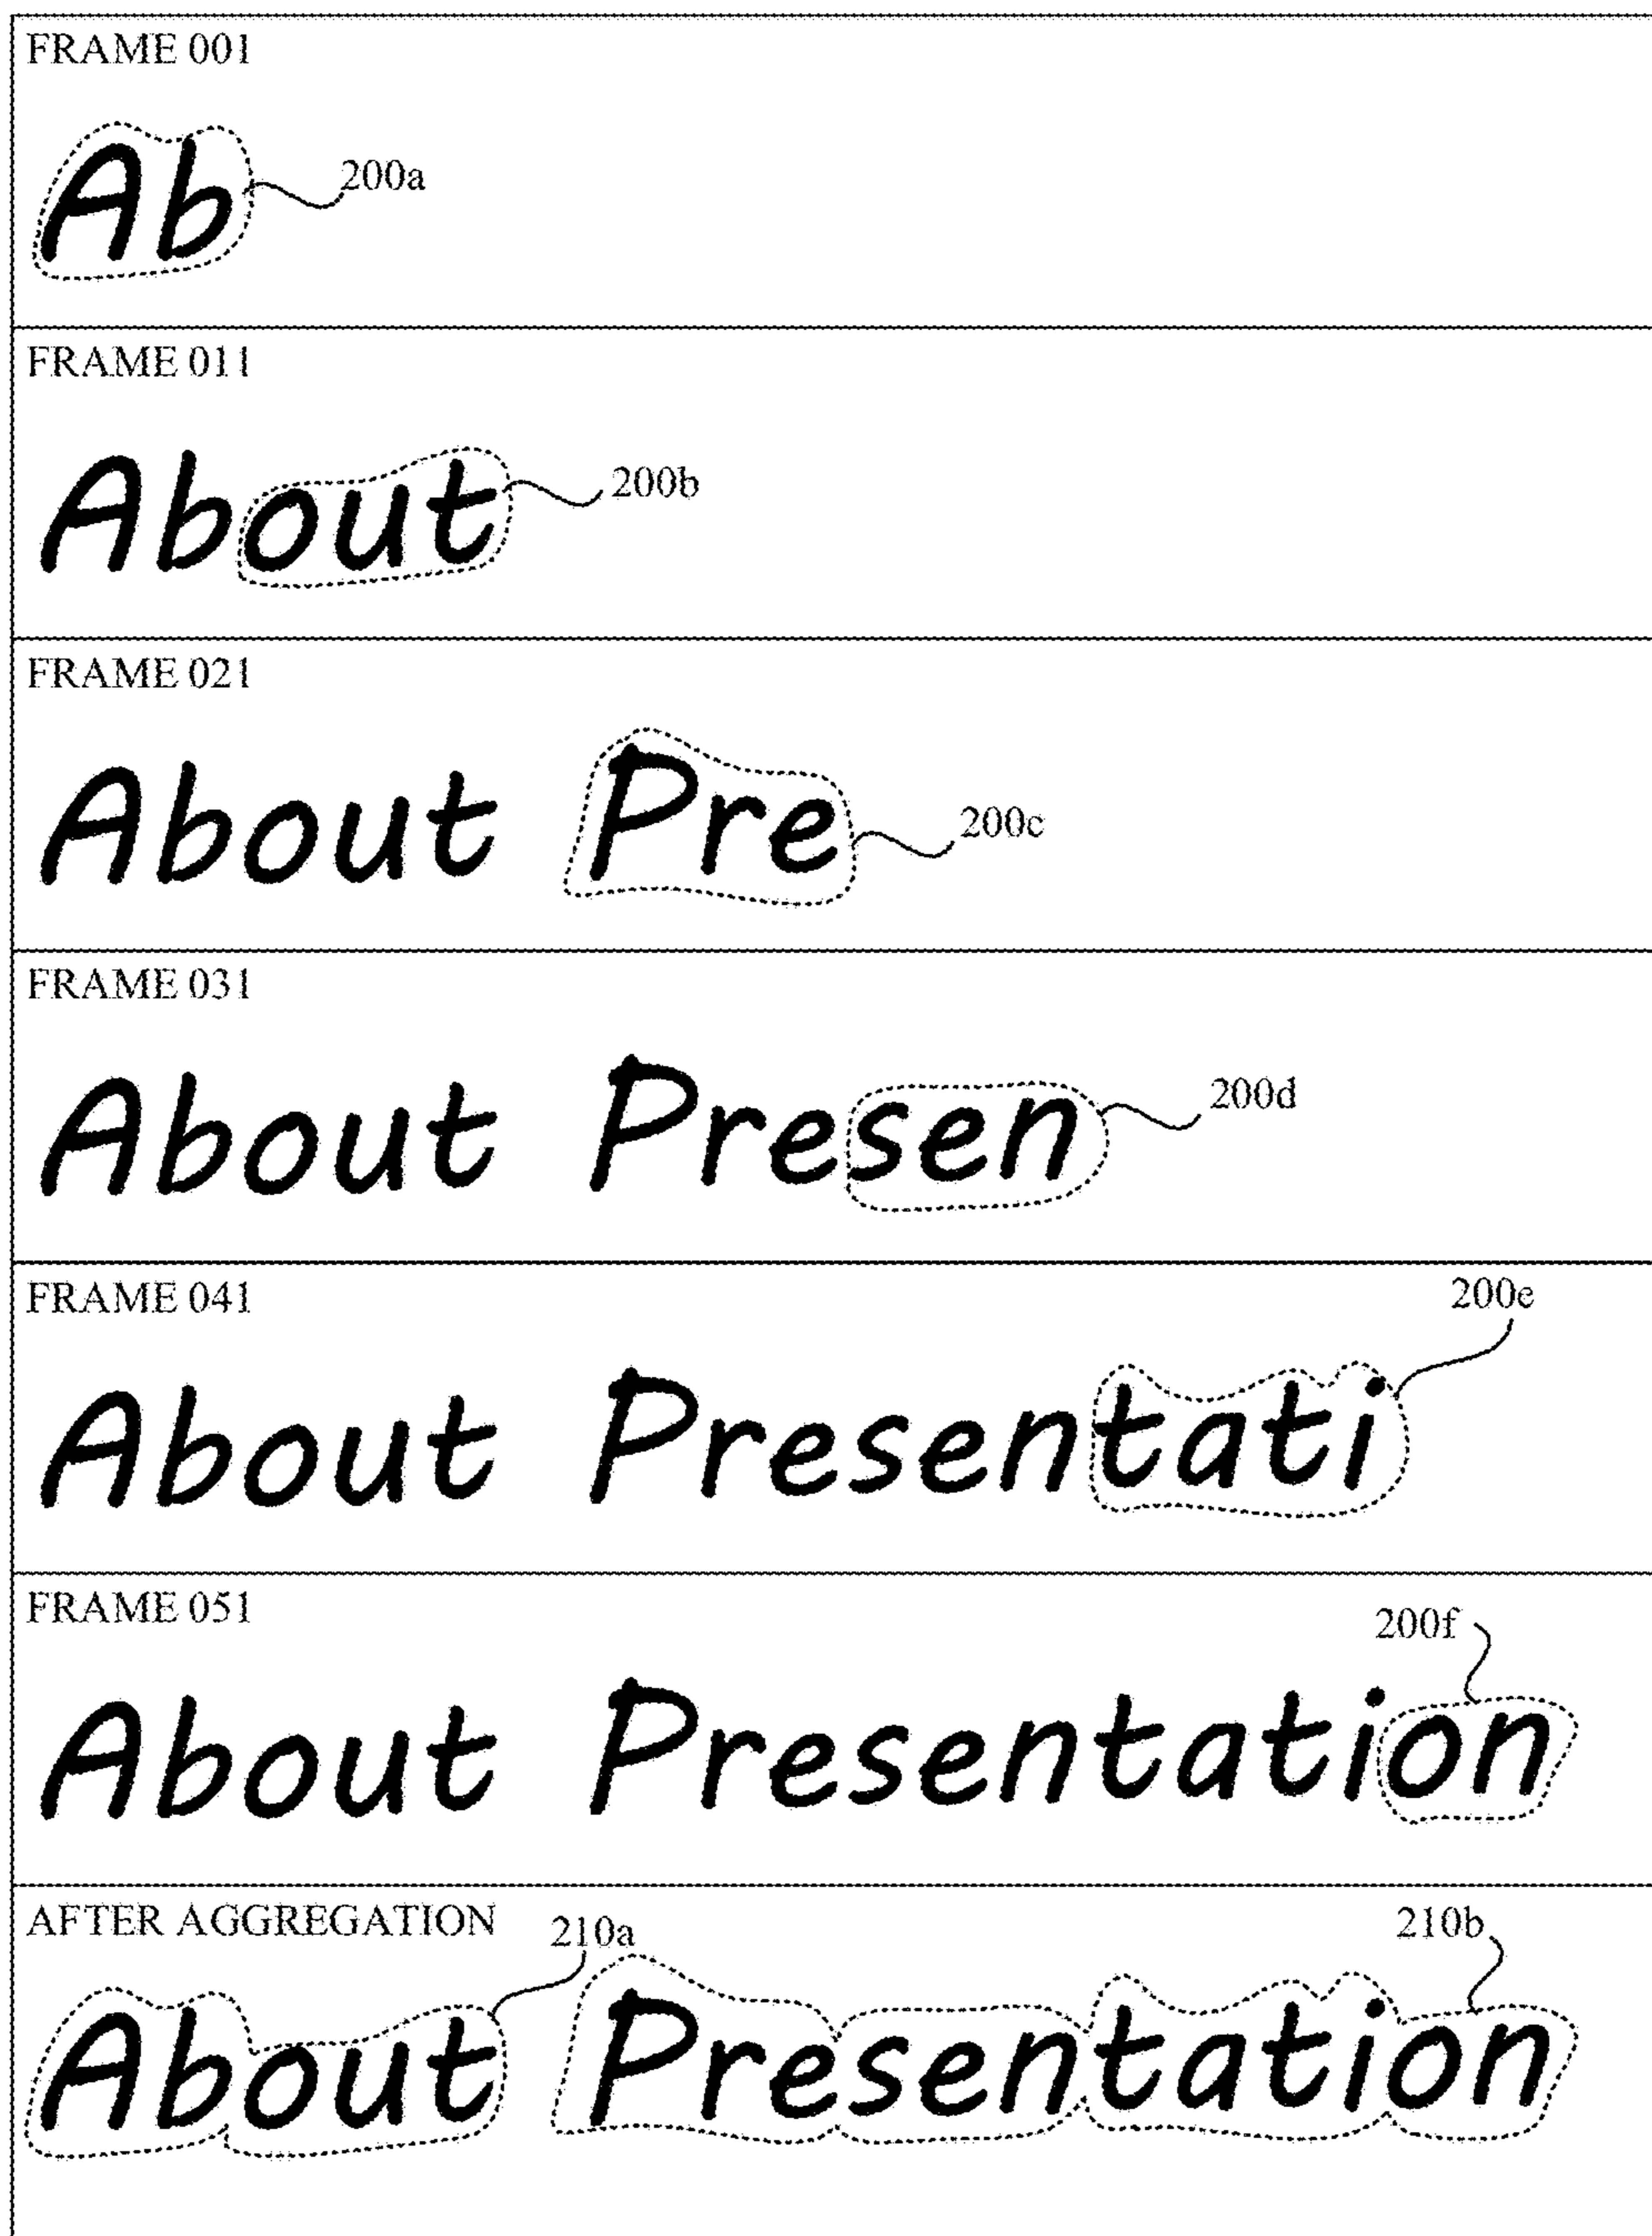 FRAME 001
Ab 200a
FRAME 011
About 200b
FRAME 021
About Pre 200c
FRAME 031
About Presen 200d
FRAME 041
200e
About Presentati
FRAME 051
200f
About Presentation
AFTER AGGREGATION 210a 210b
About Presentation